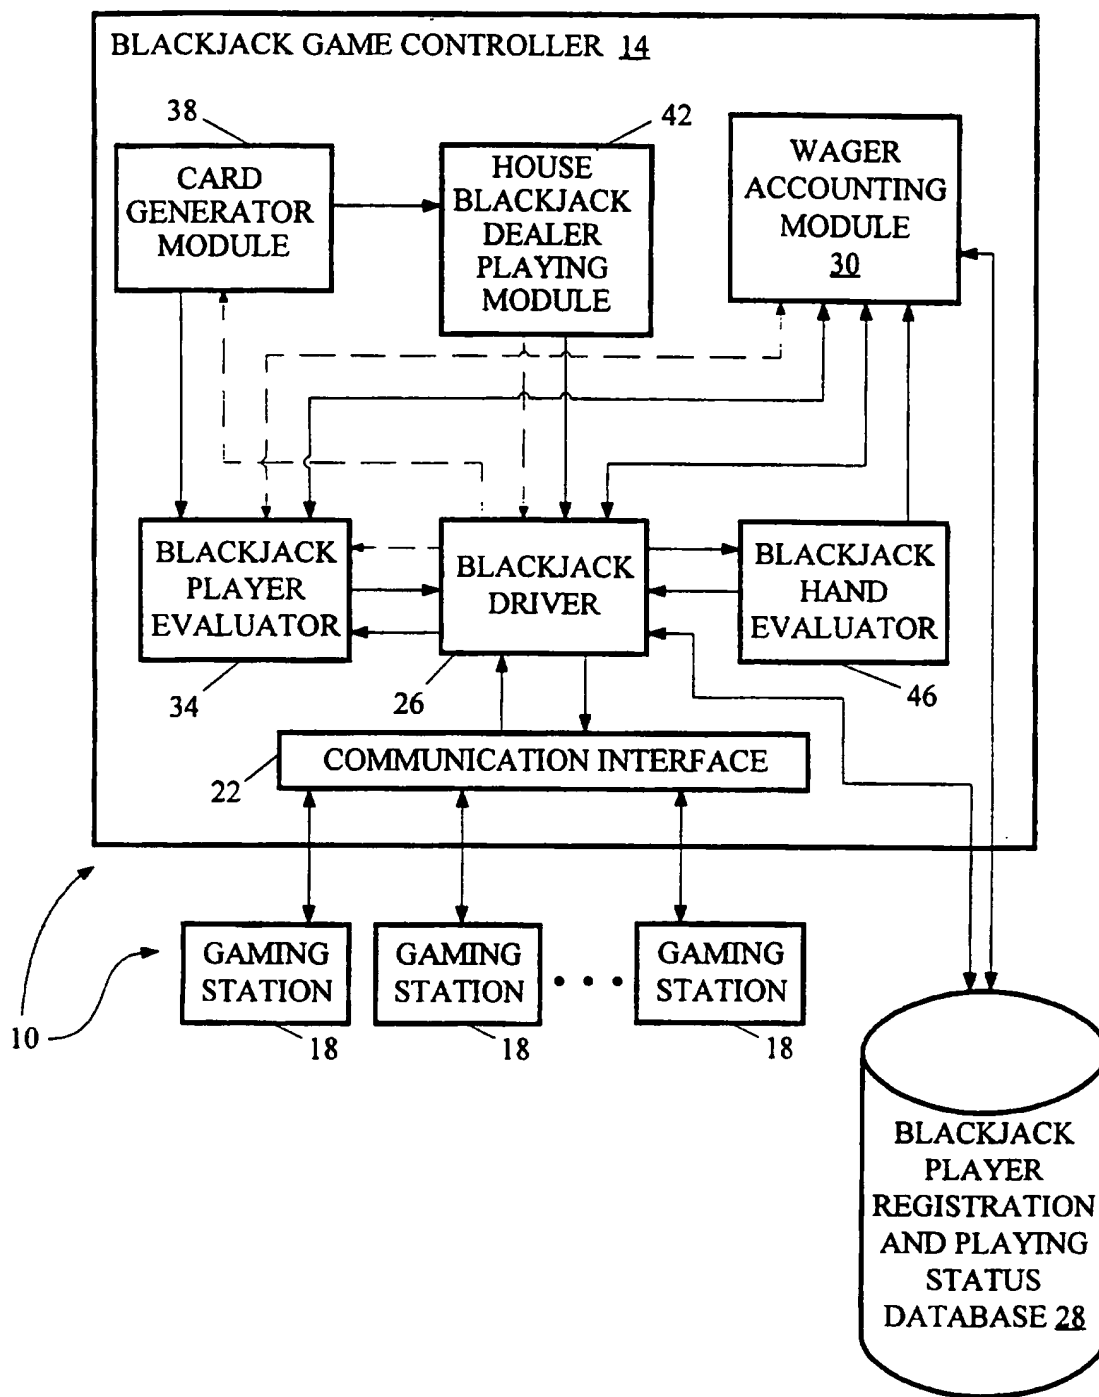 BLACKJACK GAME CONTROLLER 14
38
42
CARD
GENERATOR
MODULE
HOUSE
BLACKJACK
DEALER
PLAYING
MODULE
WAGER
ACCOUNTING
MODULE
30
BLACKJACK
PLAYER
EVALUATOR
BLACKJACK
DRIVER
BLACKJACK
HAND
EVALUATOR
34
26
46
COMMUNICATION INTERFACE
22
GAMING
STATION
GAMING
STATION
GAMING
STATION
10
18
18
18
BLACKJACK
PLAYER
REGISTRATION
AND PLAYING
STATUS
DATABASE 28